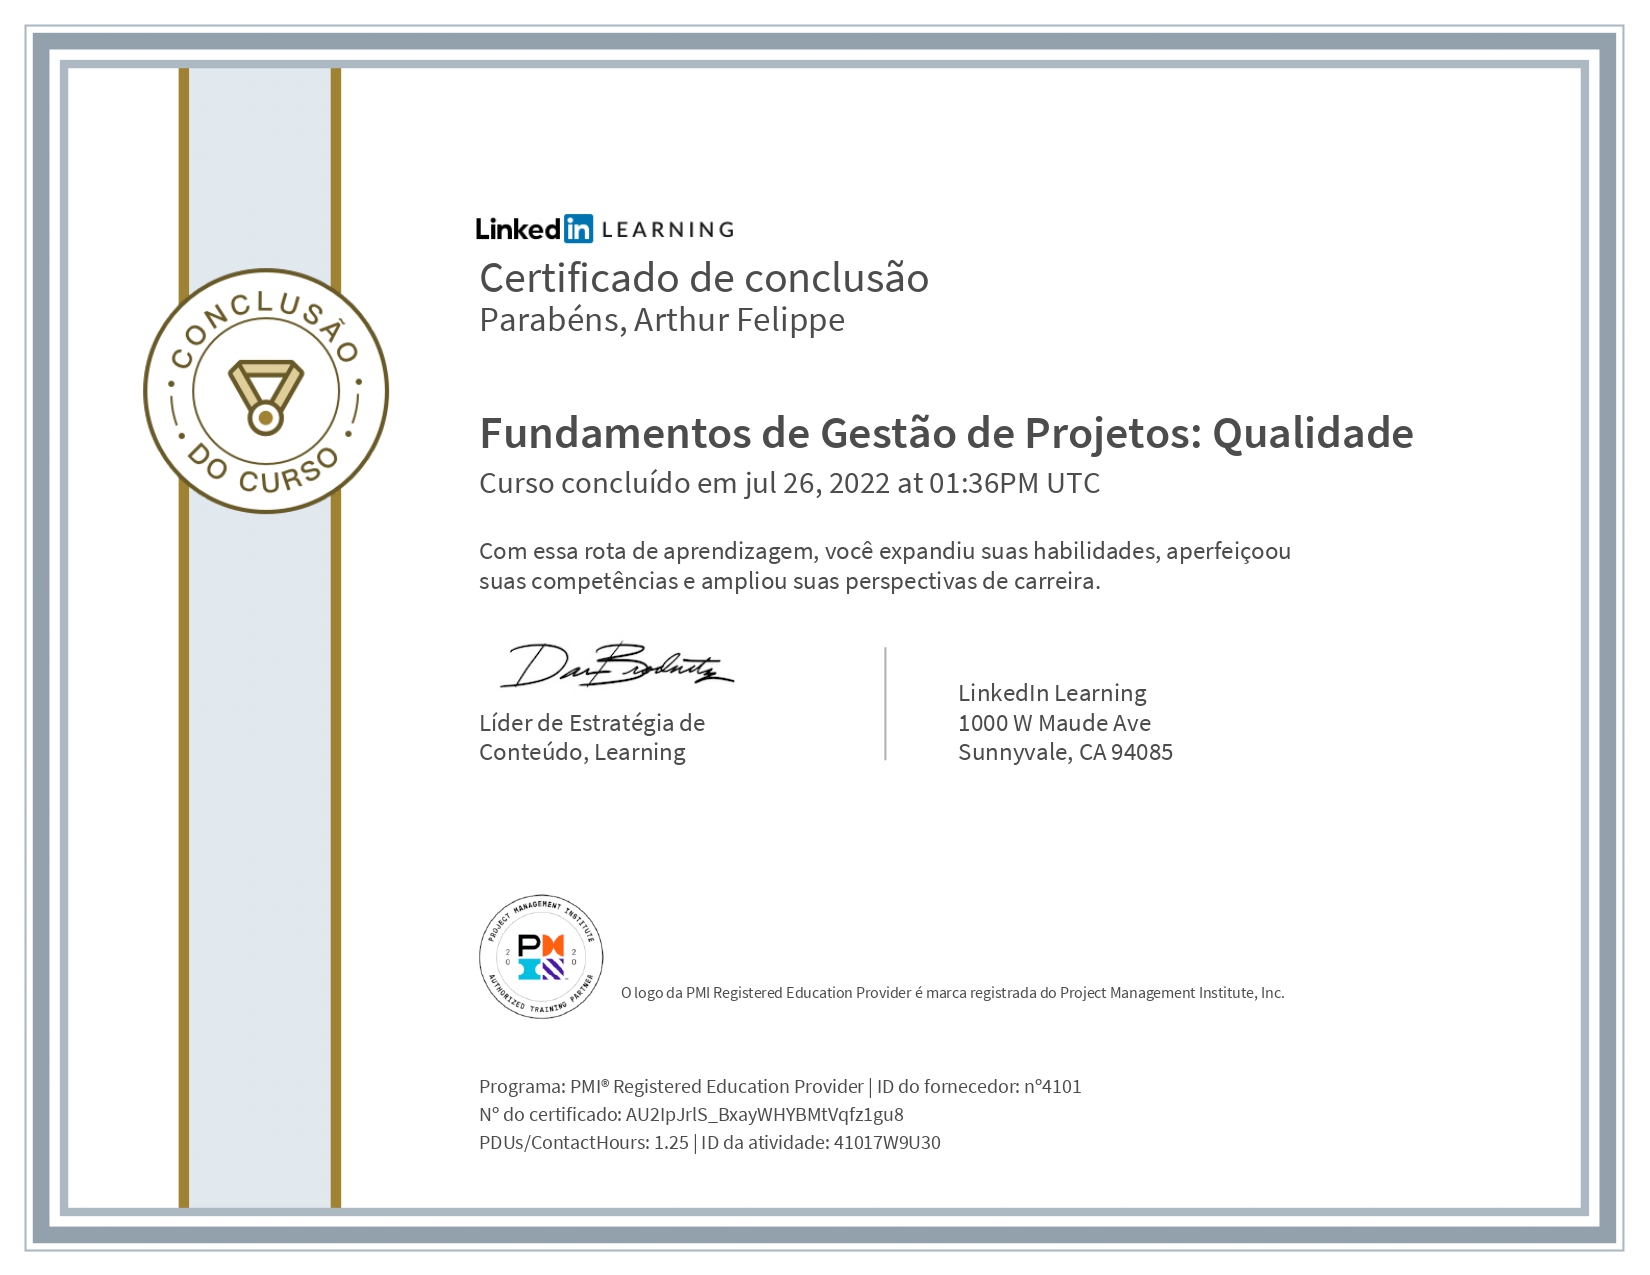 LinkedIn LEARNING
Certificado de conclusão
Parabéns, Arthur Felippe
CONCLUSÃO
DO CURSO
Fundamentos de Gestão de Projetos: Qualidade
Curso concluído em jul 26, 2022 at 01:36PM UTC
Com essa rota de aprendizagem, você expandiu suas habilidades, aperfeiçoou
suas competências e ampliou suas perspectivas de carreira.
Líder de Estratégia de
Conteúdo, Learning
LinkedIn Learning
1000 W Maude Ave
Sunnyvale, CA 94085
PROJECT MANAGEMENT INSTITUTE
20 20
PMI
AUTHORIZED TRAINING PARTNER
O logo da PMI Registered Education Provider é marca registrada do Project Management Institute, Inc.
Programa: PMI® Registered Education Provider | ID do fornecedor: nº4101
Nº do certificado: AU2IpJrlS_BxayWHYBMtVqfz1gu8
PDUs/ContactHours: 1.25 | ID da atividade: 41017W9U30